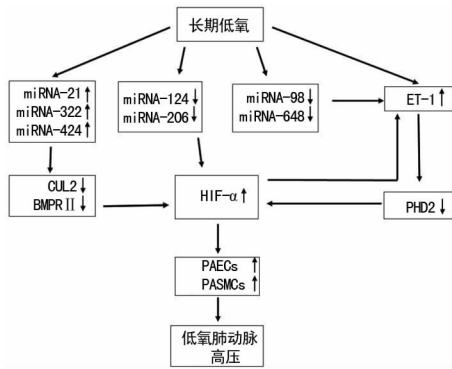 长期低氧
miRNA-21↑
miRNA-322↑
miRNA-424↑
miRNA-124↓
miRNA-206↓
miRNA-98↓
miRNA-648↓
ET-1↑
CUL2↓
BMPRⅡ↓
HIF-α↑
PHD2↓
PAECs↑
PASMCs↑
低氧肺动脉
高压